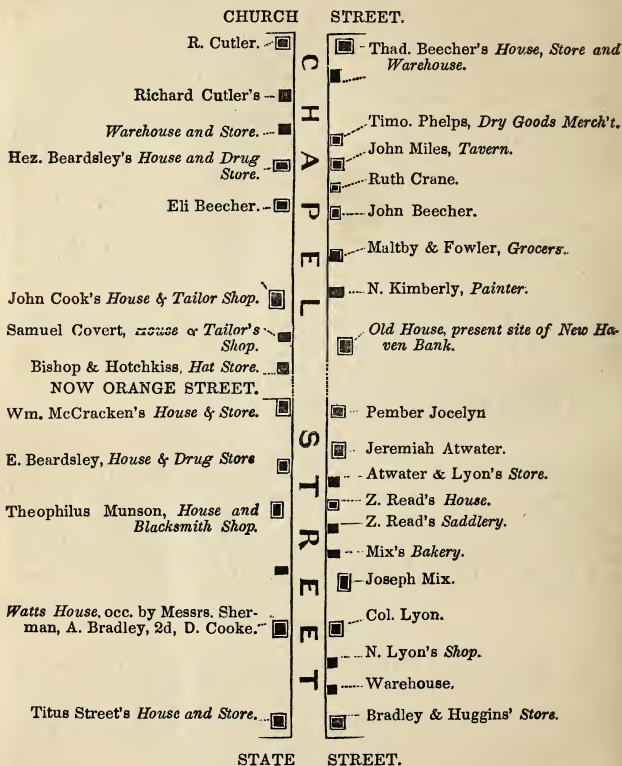 CHURCH STREET.
R. Cutler.
Richard Cutler's
Warehouse and Store.
Hez. Beardsley's House and Drug
Store.
Eli Beecher.
John Cook's House & Tailor Shop.
Samuel Covert, House or Tailor's
Shop.
Bishop & Hotchkiss, Hat Store.
NOW ORANGE STREET.
Wm. McCracken's House & Store.
E. Beardsley, House & Drug Store
Theophilus Munson, House and
Blacksmith Shop.
Watts House, occ. by Messrs. Sher-
man, A. Bradley, 2d, D. Cooke.
Titus Street's House and Store.
CHAPEL STREET
Thad. Beecher's House, Store and
Warehouse.
Timo. Phelps, Dry Goods Merch't.
John Miles, Tavern.
Ruth Crane.
John Beecher.
Maltby & Fowler, Grocers.
N. Kimberly, Painter.
Old House, present site of New Ha-
ven Bank.
Pember Jocelyn
Jeremiah Atwater.
Atwater & Lyon's Store.
Z. Read's House.
Z. Read's Saddlery.
Mix's Bakery.
Joseph Mix.
Col. Lyon.
N. Lyon's Shop.
Warehouse.
Bradley & Huggins' Store.
STATE STREET.